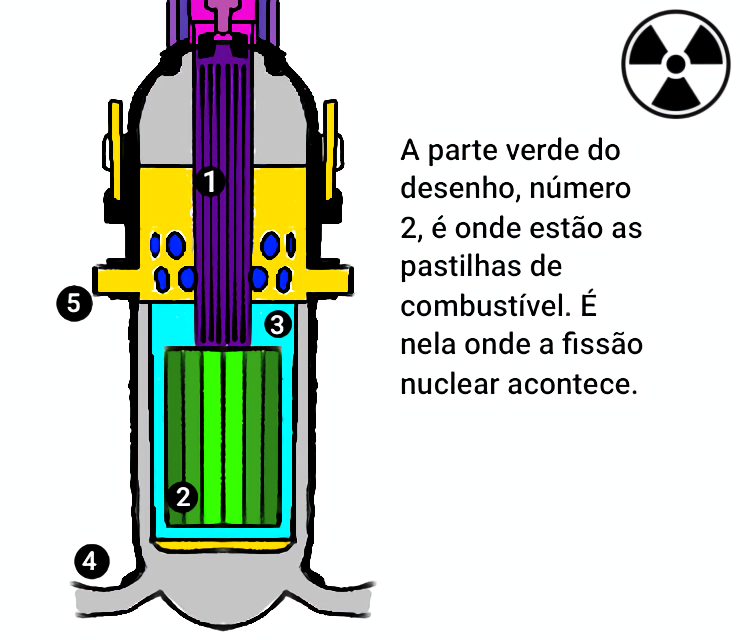 1
A parte verde do
desenho, número
2, é onde estão as
pastilhas de
combustível. É
nela onde a fissão
nuclear acontece.
5
3
2
4